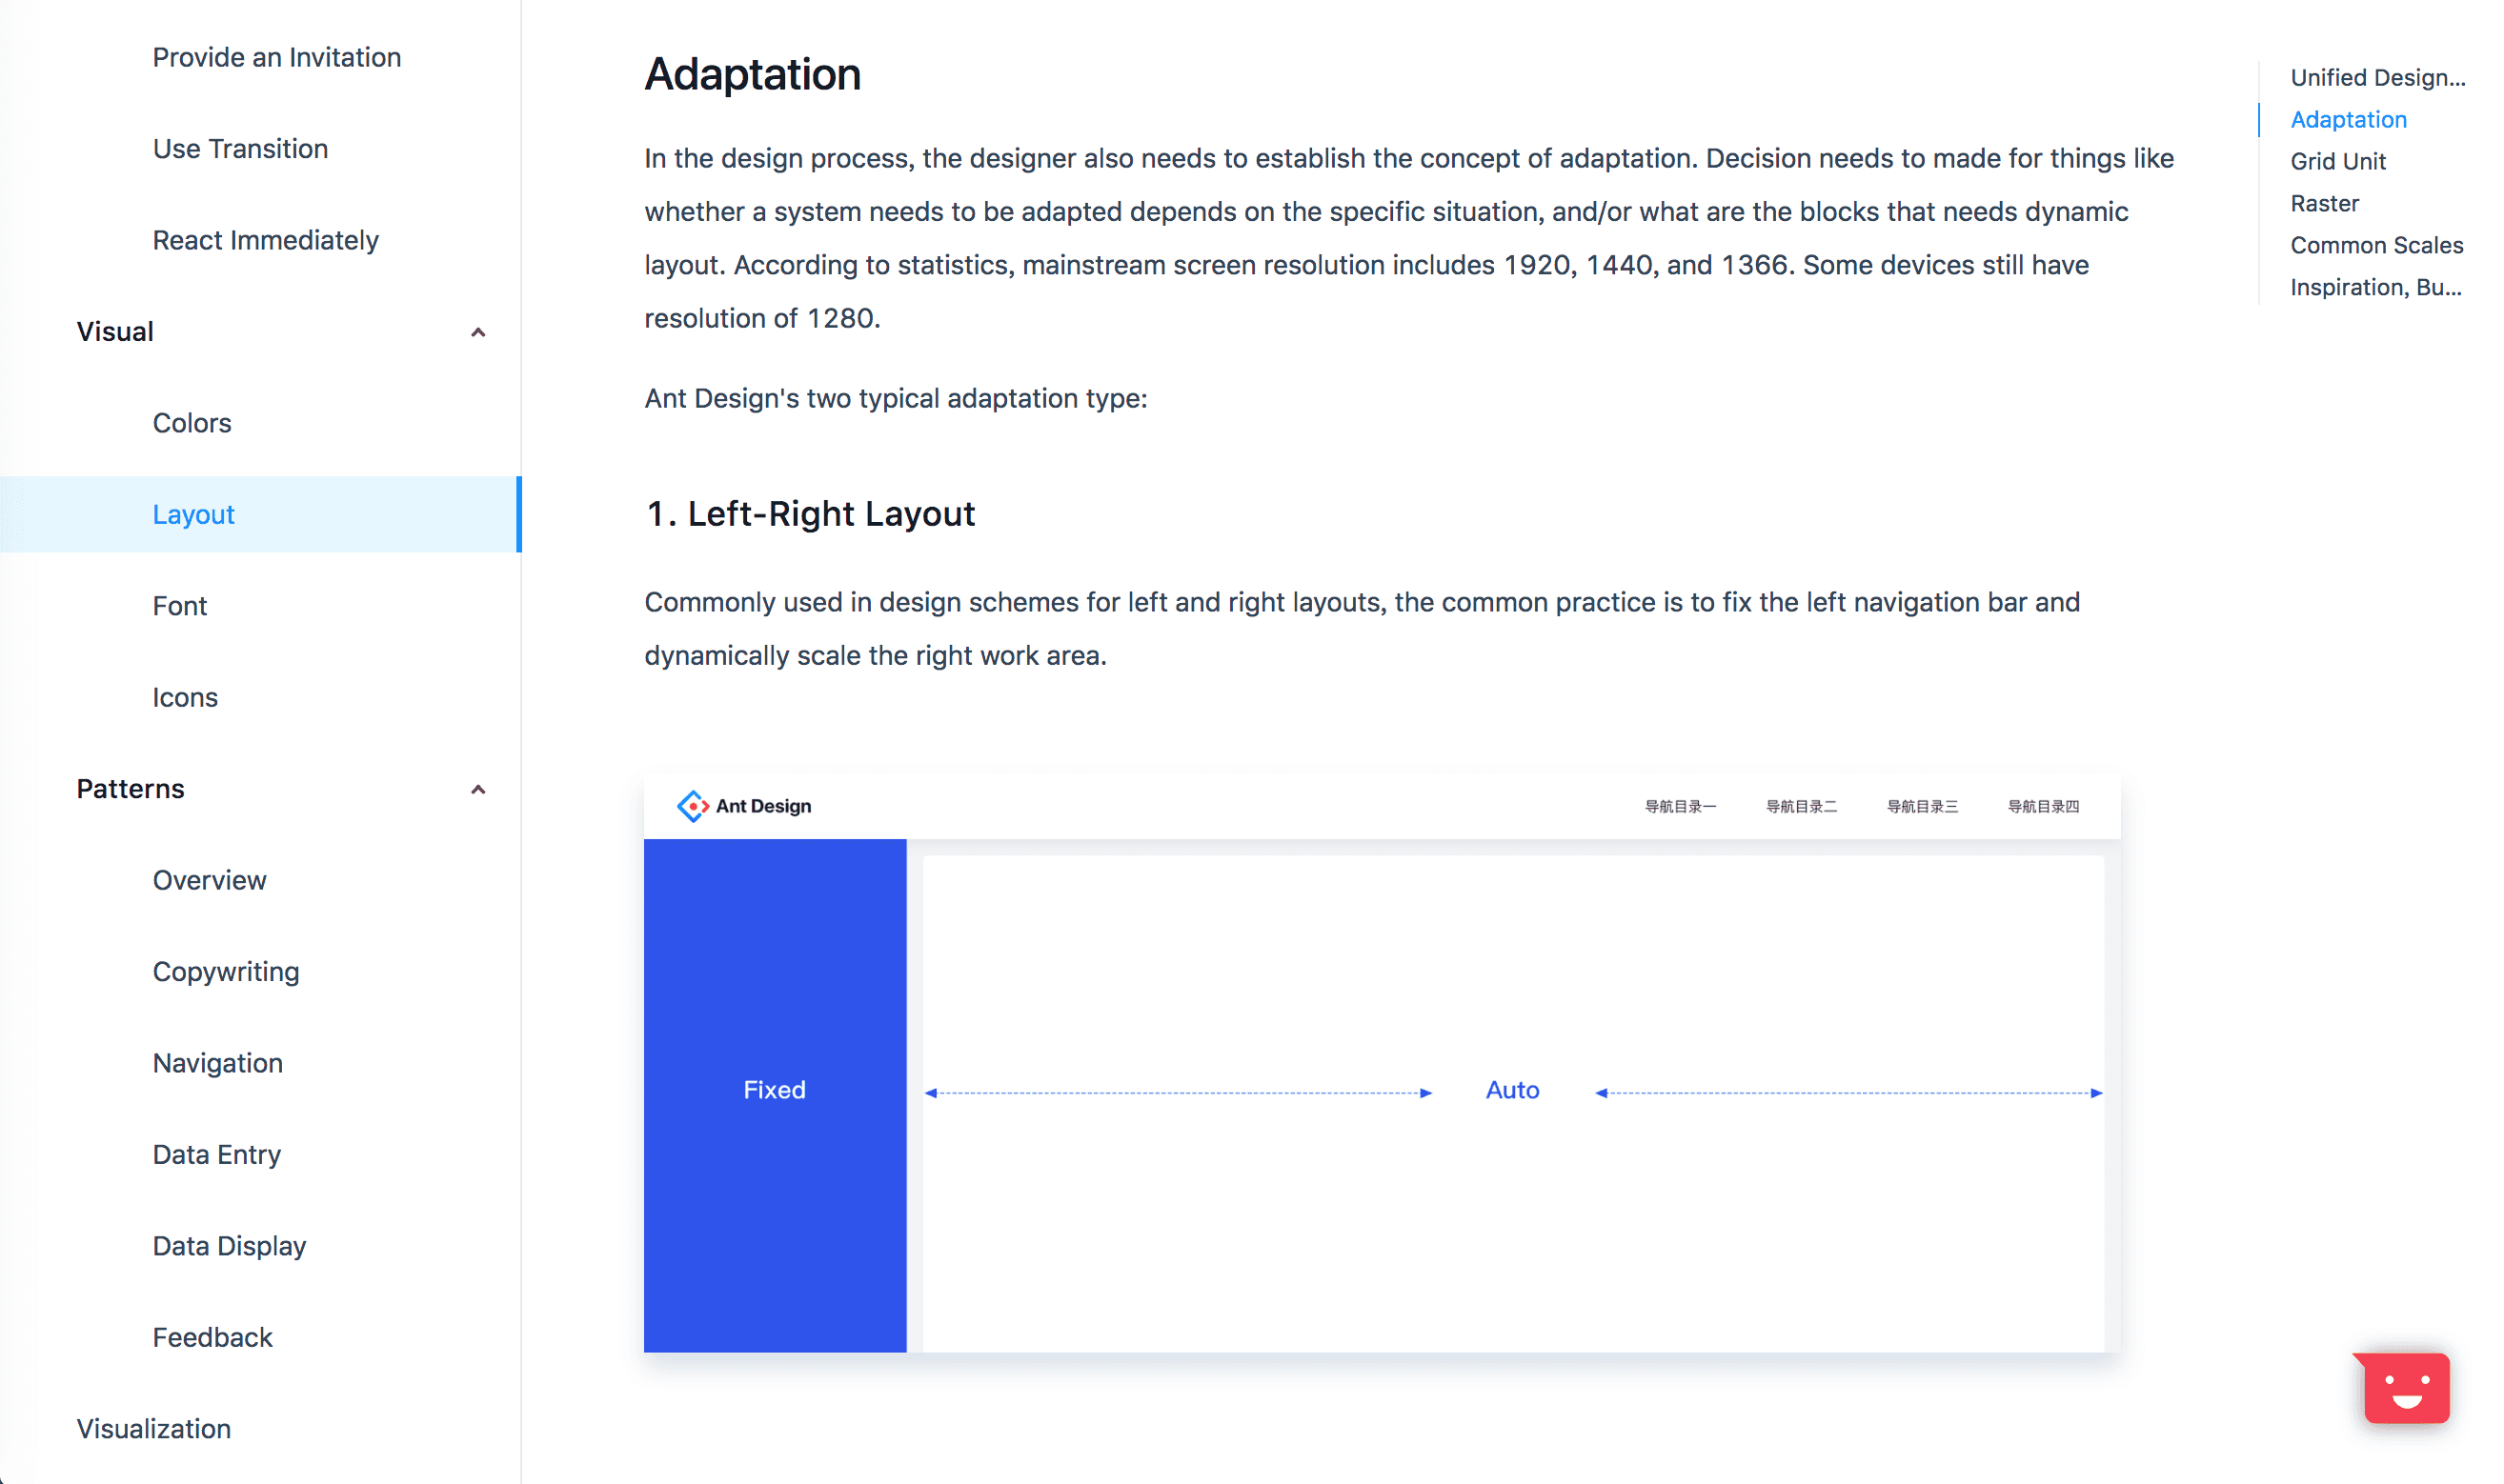 Provide an Invitation
Use Transition
React Immediately
Visual
Colors
Layout
Font
Icons
Patterns
Overview
Copywriting
Navigation
Data Entry
Data Display
Feedback
Visualization
Adaptation
In the design process, the designer also needs to establish the concept of adaptation. Decision needs to made for things like
whether a system needs to be adapted depends on the specific situation, and/or what are the blocks that needs dynamic
layout. According to statistics, mainstream screen resolution includes 1920, 1440, and 1366. Some devices still have
resolution of 1280.
Ant Design's two typical adaptation type:
1. Left-Right Layout
Commonly used in design schemes for left and right layouts, the common practice is to fix the left navigation bar and
dynamically scale the right work area.
Ant Design 导航目录一 导航目录二 导航目录三 导航目录四
Fixed Auto
Unified Design...
Adaptation
Grid Unit
Raster
Common Scales
Inspiration, Bu...